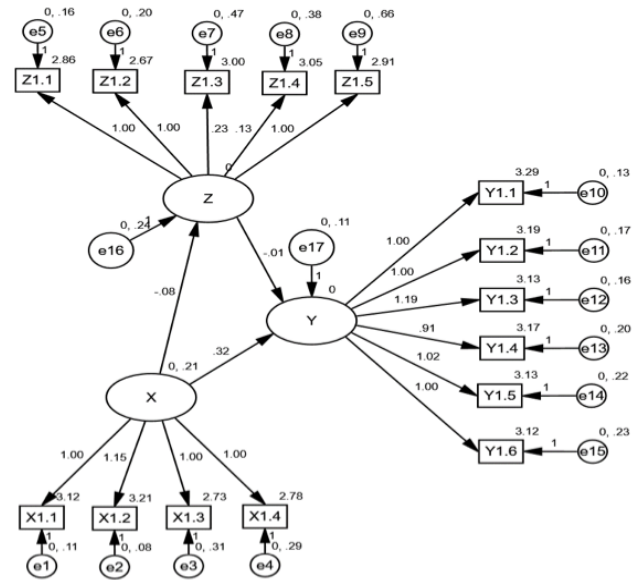 0, .16 0, .20 0, .47 0, .38 0, .66
e5 e6 e7 e8 e9
1 1 1 1 1
2.86 2.67 3.00 3.05 2.91
Z1.1 Z1.2 Z1.3 Z1.4 Z1.5
1.00 1.00 .23 .13 1.00
0
Z
0, .24
1
e16
-.08
-.01
0, .11
e17
1
0
Y
.32
0, .21
X
3.29
Y1.1 1 0, .13
e10
1.00
3.19
Y1.2 1 0, .17
e11
1.00
3.13
Y1.3 1 0, .16
e12
1.19
3.17
Y1.4 1 0, .20
e13
.91
3.13
Y1.5 1 0, .22
e14
1.02
3.12
Y1.6 1 0, .23
e15
1.00
1.00 1.15 1.00 1.00
3.12 3.21 2.73 2.78
X1.1 X1.2 X1.3 X1.4
1 1 1 1
0, .11 0, .08 0, .31 0, .29
e1 e2 e3 e4